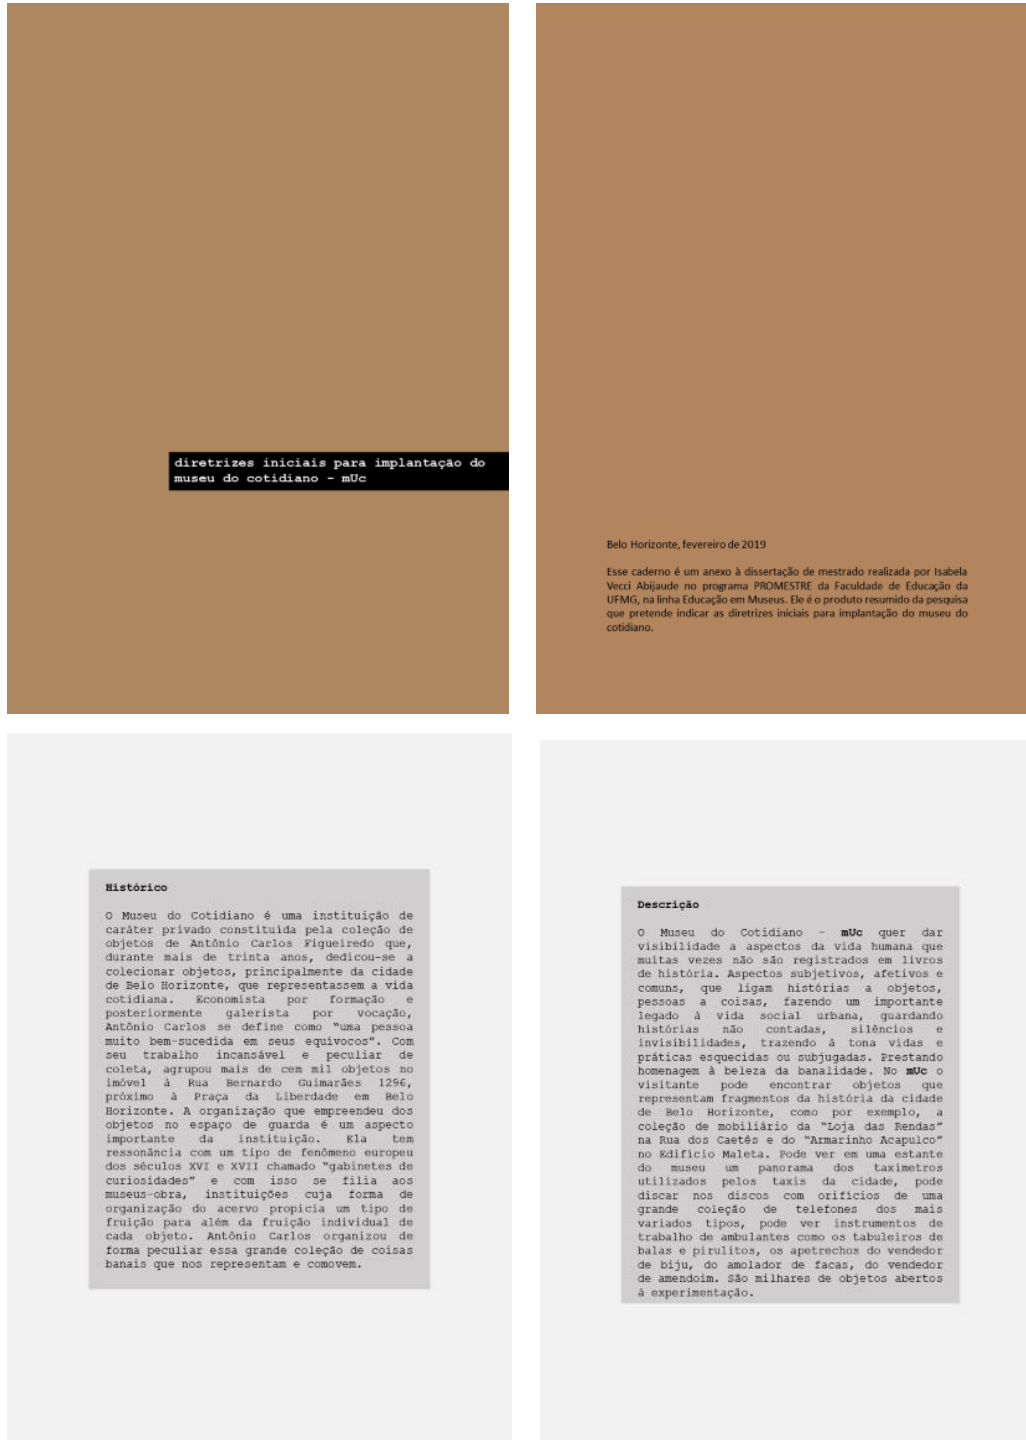 diretrizes iniciais para implantação do
museu do cotidiano – mUc
Belo Horizonte, fevereiro de 2019
Esse caderno é um anexo à dissertação de mestrado realizada por Isabela
Vecci Abijaude no programa PROMESTRE da Faculdade de Educação da
UFMG, na linha Educação em Museus. Ele é o produto resumido da pesquisa
que pretende indicar as diretrizes iniciais para implantação do museu do
cotidiano.
Histórico
O Museu do Cotidiano é uma instituição de
caráter privado constituída pela coleção de
objetos de Antônio Carlos Figueiredo que,
durante mais de trinta anos, dedicou-se a
colecionar objetos, principalmente da cidade
de Belo Horizonte, que representassem a vida
cotidiana. Economista por formação e
posteriormente galerista por vocação,
Antônio Carlos se define como "uma pessoa
muito bem-sucedida em seus equívocos". Com
seu trabalho incansável e peculiar de
coleta, agrupou mais de cem mil objetos no
imóvel à Rua Bernardo Guimarães 1296,
próximo à Praça da Liberdade em Belo
Horizonte. A organização que empreendeu dos
objetos no espaço de guarda é um aspecto
importante da instituição. Ela tem
ressonância com um tipo de fenômeno europeu
dos séculos XVI e XVII chamado "gabinetes de
curiosidades" e com isso se filia aos
museus-obra, instituições cuja forma de
organização do acervo propicia um tipo de
fruição para além da fruição individual de
cada objeto. Antônio Carlos organizou de
forma peculiar essa grande coleção de coisas
banais que nos representam e comovem.
Descrição
O Museu do Cotidiano – mUc quer dar
visibilidade a aspectos da vida humana que
muitas vezes não são registrados em livros
de história. Aspectos subjetivos, afetivos e
comuns, que ligam histórias a objetos,
pessoas a coisas, fazendo um importante
legado à vida social urbana, guardando
histórias não contadas, silêncios e
invisibilidades, trazendo à tona vidas e
práticas esquecidas ou subjugadas. Prestando
homenagem à beleza da banalidade. No mUc o
visitante pode encontrar objetos que
representam fragmentos da história da cidade
de Belo Horizonte, como por exemplo, a
coleção de mobiliário da "Loja das Rendas"
na Rua dos Caetés e do "Armarinho Acapulco"
no Edifício Maleta. Pode ver em uma estante
do museu um panorama dos taxímetros
utilizados pelos taxis da cidade, pode
discar nos discos com orifícios de uma
grande coleção de telefones dos mais
variados tipos, pode ver instrumentos de
trabalho de ambulantes como os tabuleiros de
balas e pirulitos, os apetrechos do vendedor
de biju, do amolador de facas, do vendedor
de amendoim. São milhares de objetos abertos
à experimentação.